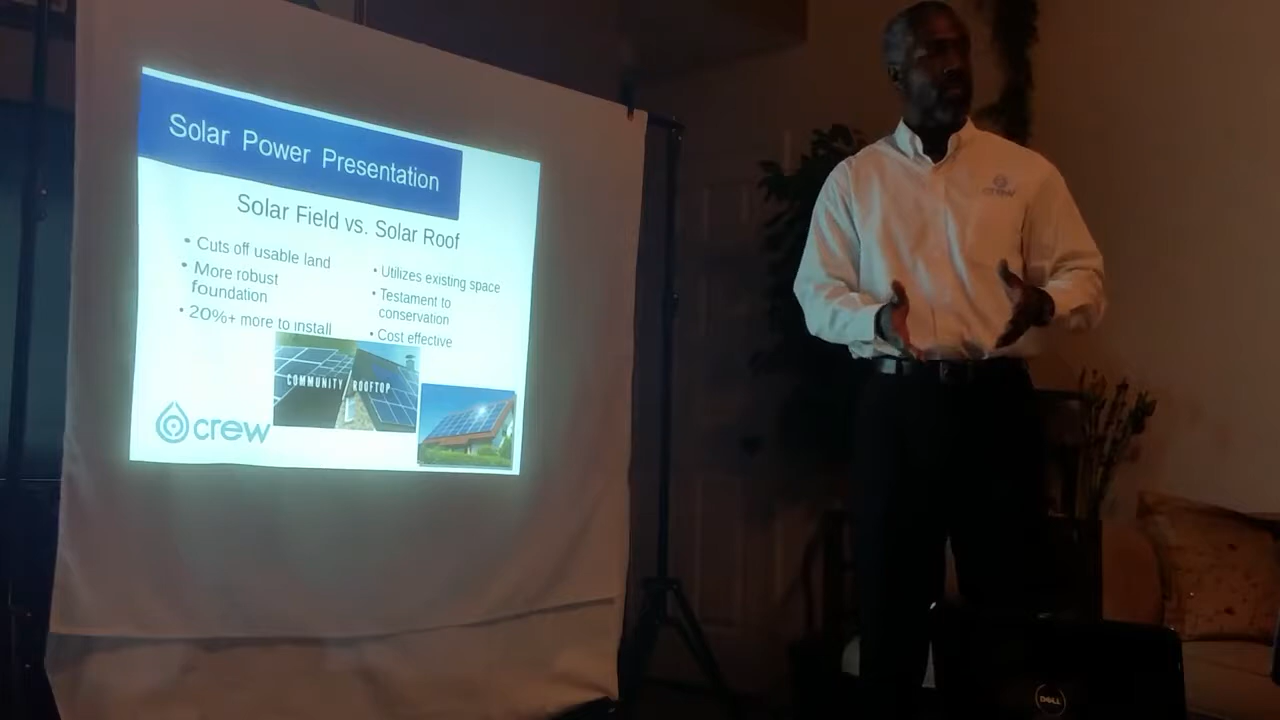 Solar Power Presentation
Solar Field vs. Solar Roof
• Cuts off usable land
• More robust
foundation
• 20%+ more to install
• Utilizes existing space
• Testament to
conservation
• Cost effective
COMMUNITY ROOFTOP
crew
crew
DELL